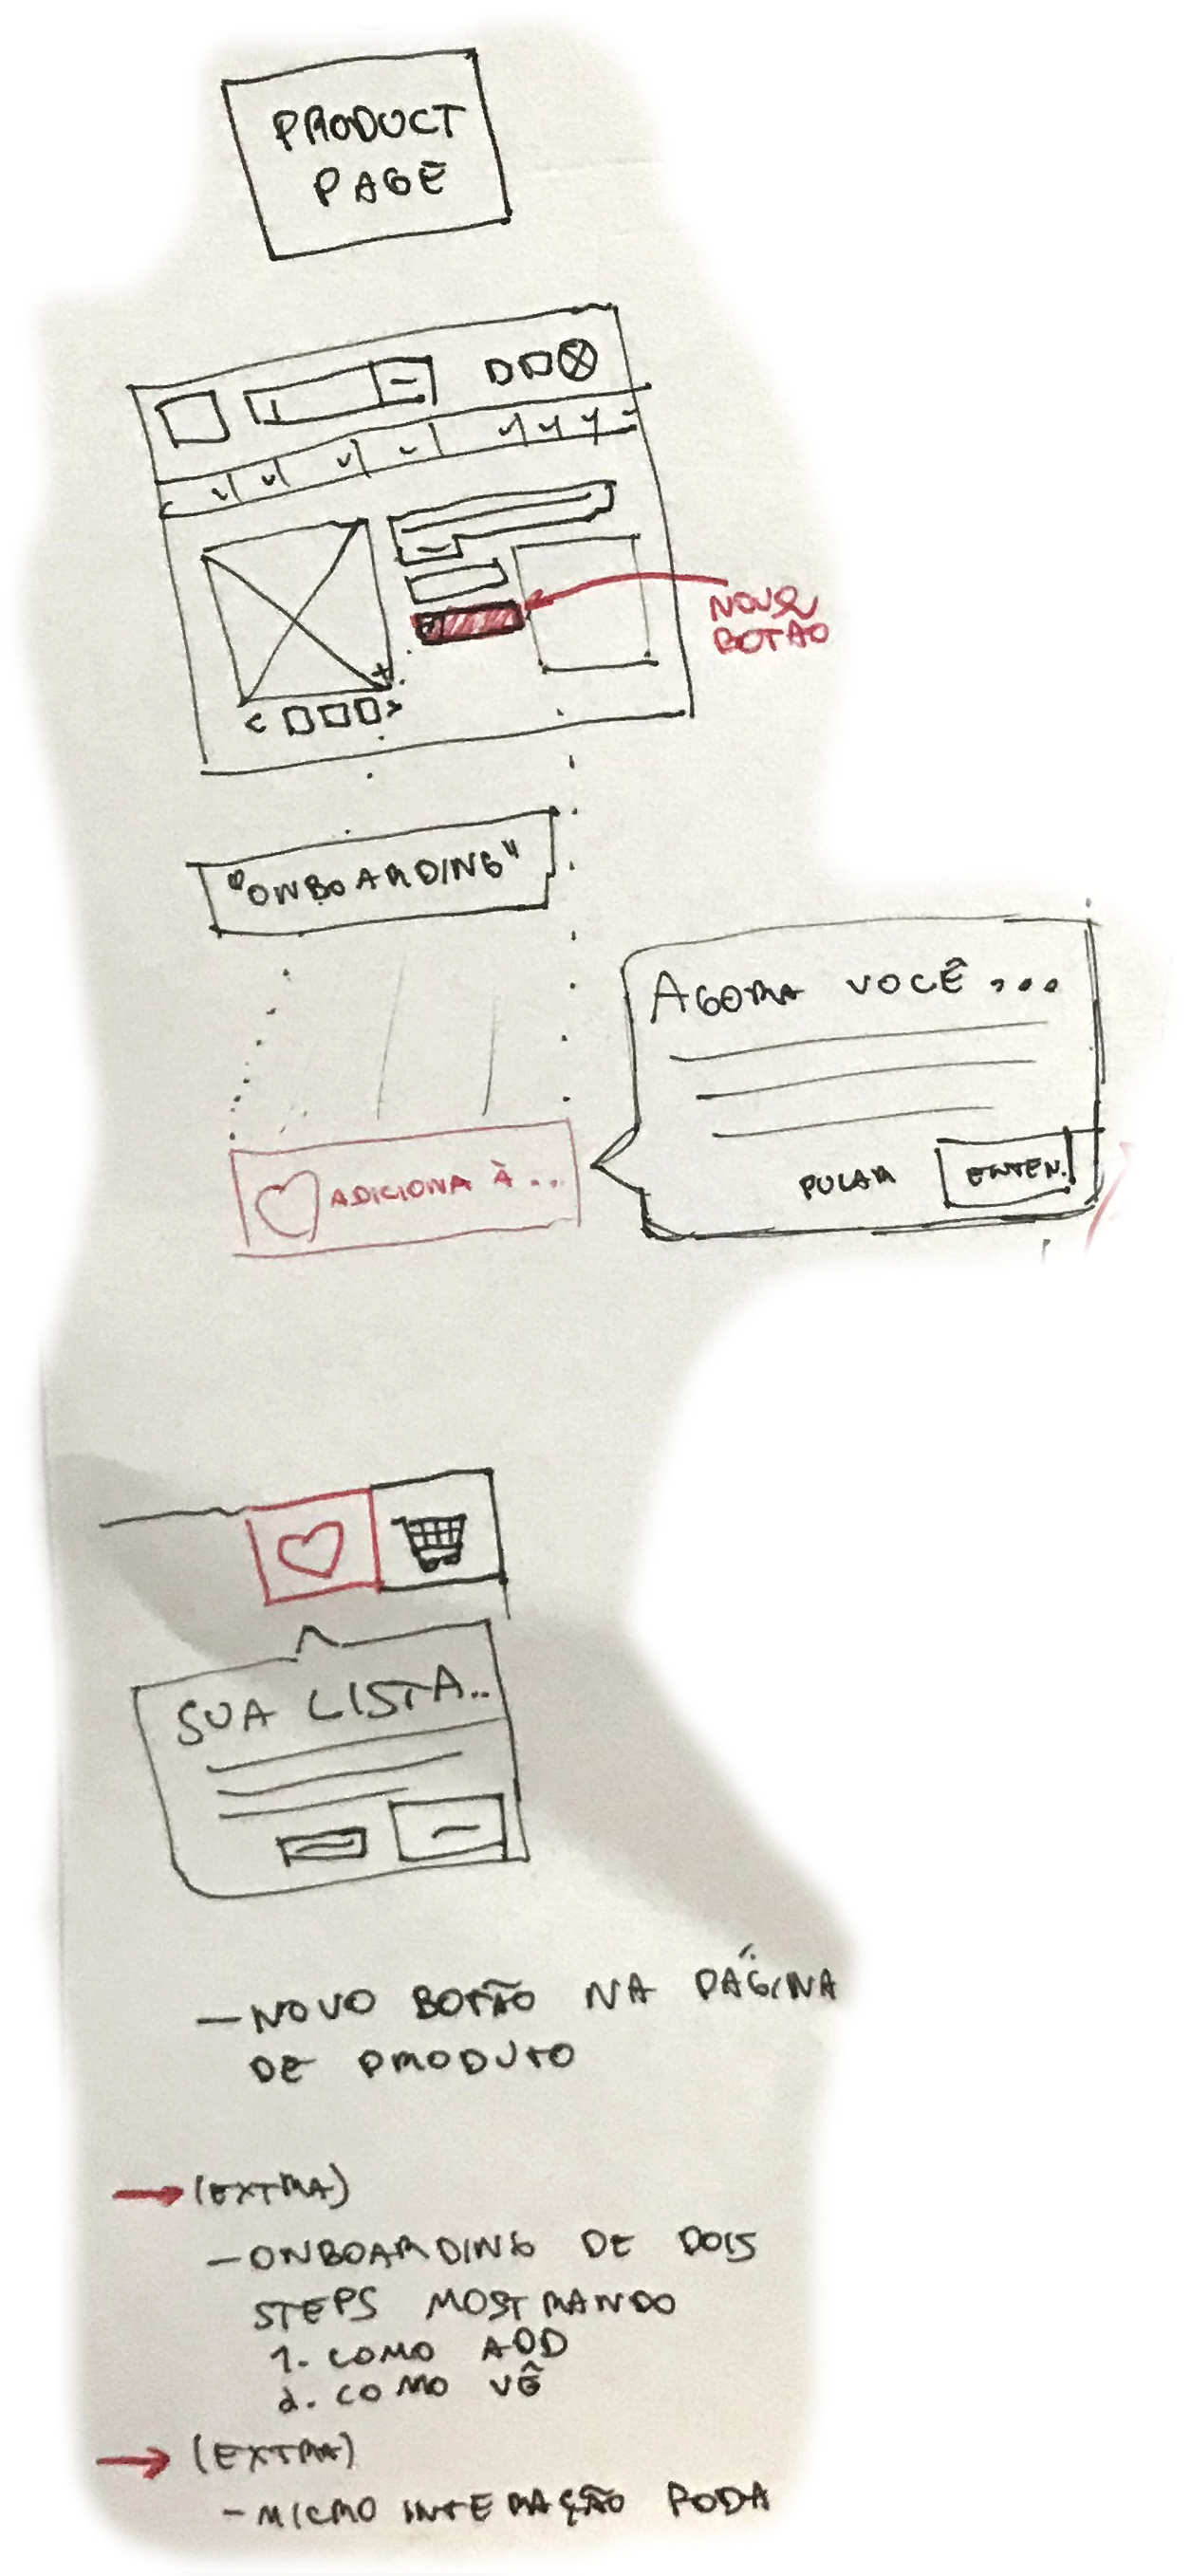 PRODUCT
PAGE
NOVO
BOTÃO
"ONBOARDING"
AGORA VOCÊ...
PULAR
ENTEN.
ADICIONA À...
SUA LISTA..
- NOVO BOTÃO NA PÁGINA
DE PRODUTO
→ (EXTRA)
- ONBOARDING DE DOIS
STEPS MOSTRANDO
1. COMO ADD
2. COMO VÊ
→ (EXTRA)
- MICRO INTERAÇÃO FODA